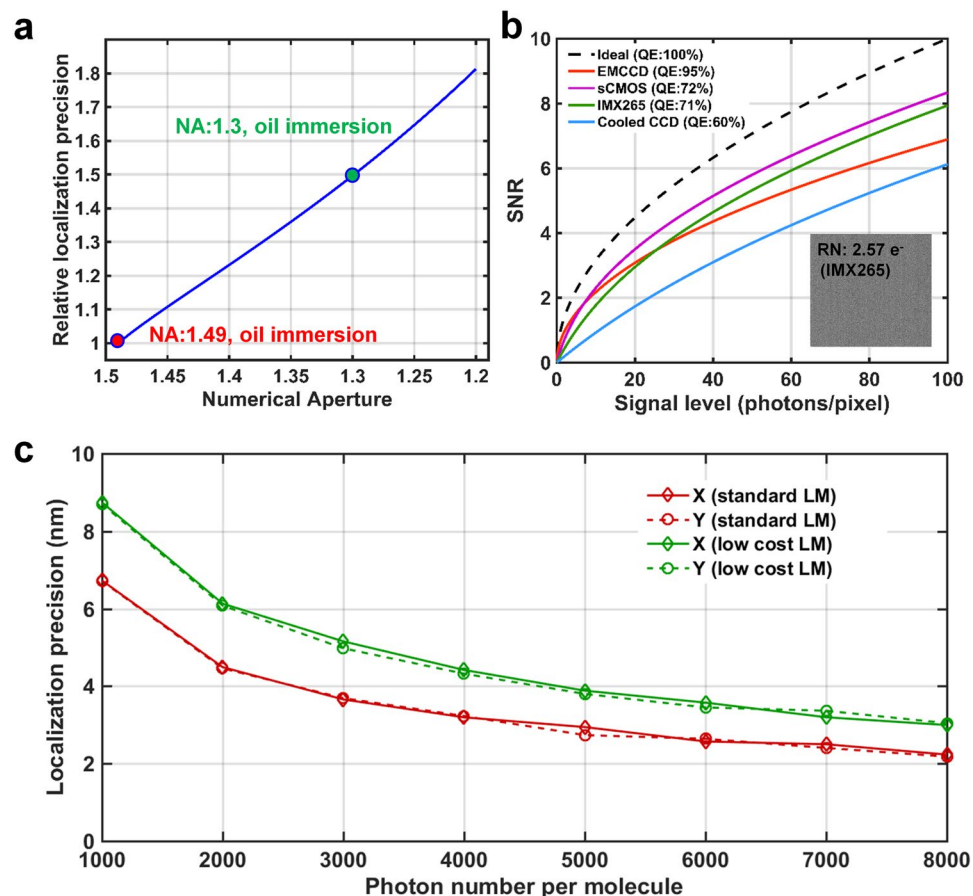 a
Relative localization precision
1.8
1.7
1.6
1.5
1.4
1.3
1.2
1.1
1
NA:1.3, oil immersion
NA:1.49, oil immersion
1.5 1.45 1.4 1.35 1.3 1.25 1.2
Numerical Aperture
b
SNR
10
8
6
4
2
0
Ideal (QE:100%)
EMCCD (QE:95%)
sCMOS (QE:72%)
IMX265 (QE:71%)
Cooled CCD (QE:60%)
RN: 2.57 e-
(IMX265)
0 20 40 60 80 100
Signal level (photons/pixel)
c
Localization precision (nm)
10
8
6
4
2
0
X (standard LM)
Y (standard LM)
X (low cost LM)
Y (low cost LM)
1000 2000 3000 4000 5000 6000 7000 8000
Photon number per molecule